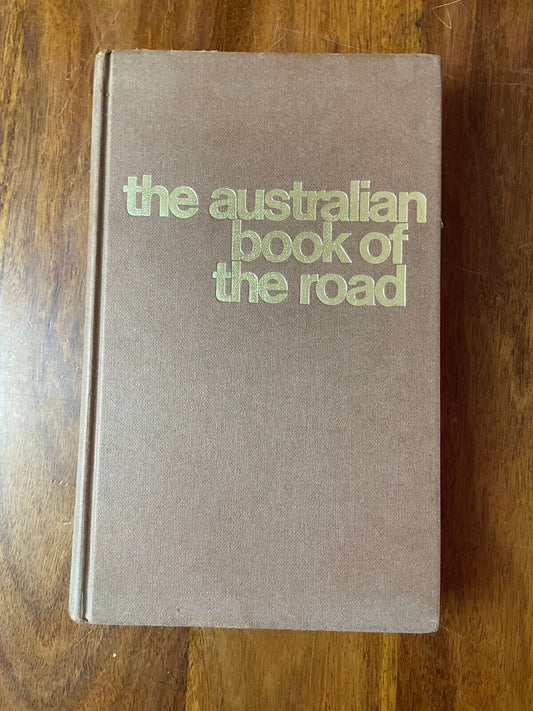 the australian
book of
the road